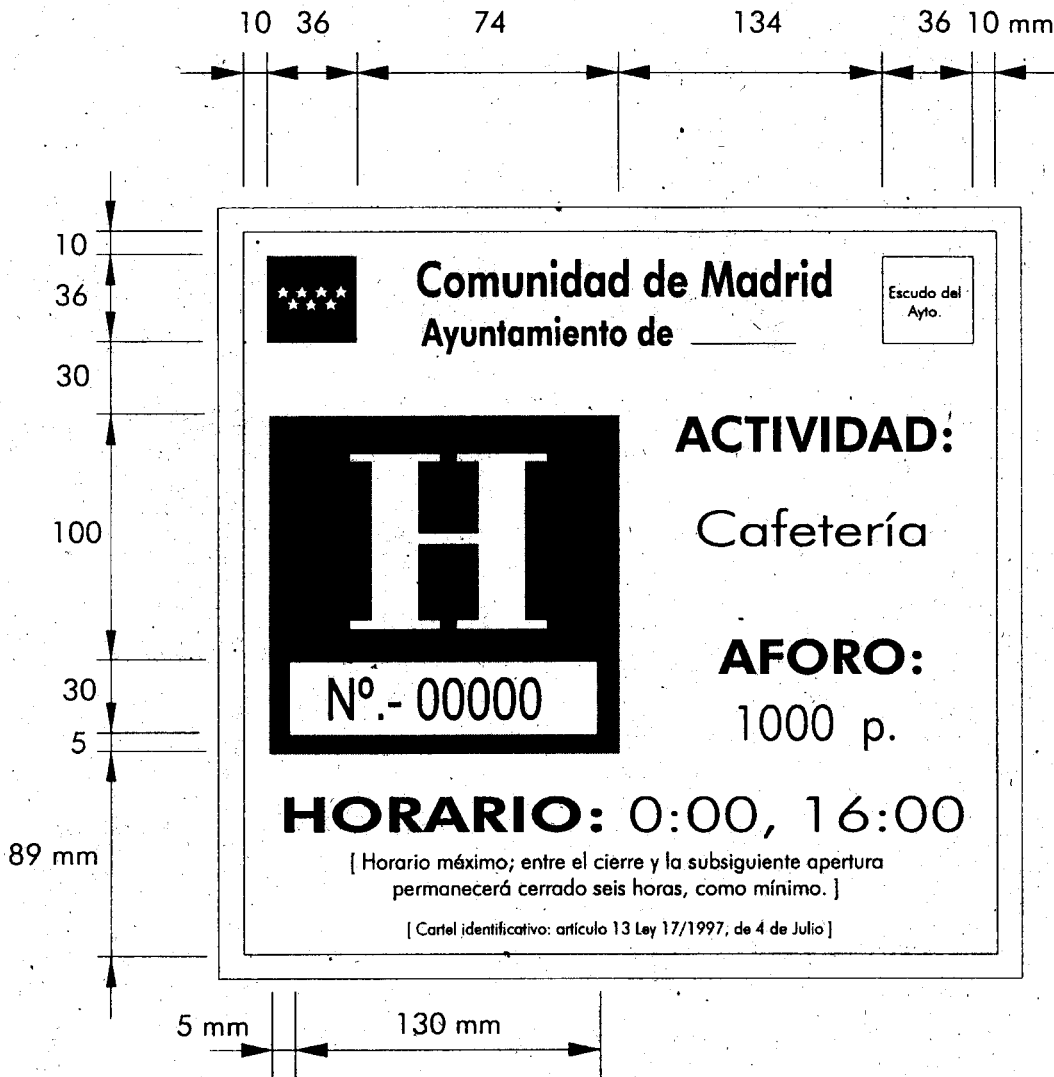 10 36 74 134 36 10 mm
10
36
30
100
30
5
89 mm
Comunidad de Madrid
Ayuntamiento de
Escudo del
Ayto.
H
Nº.- 00000
ACTIVIDAD:
Cafetería
AFORO:
1000 p.
HORARIO: 0:00, 16:00
[ Horario máximo; entre el cierre y la subsiguiente apertura
permanecerá cerrado seis horas, como mínimo. ]
[ Cartel identificativo: artículo 13 Ley 17/1997, de 4 de Julio ]
5 mm 130 mm